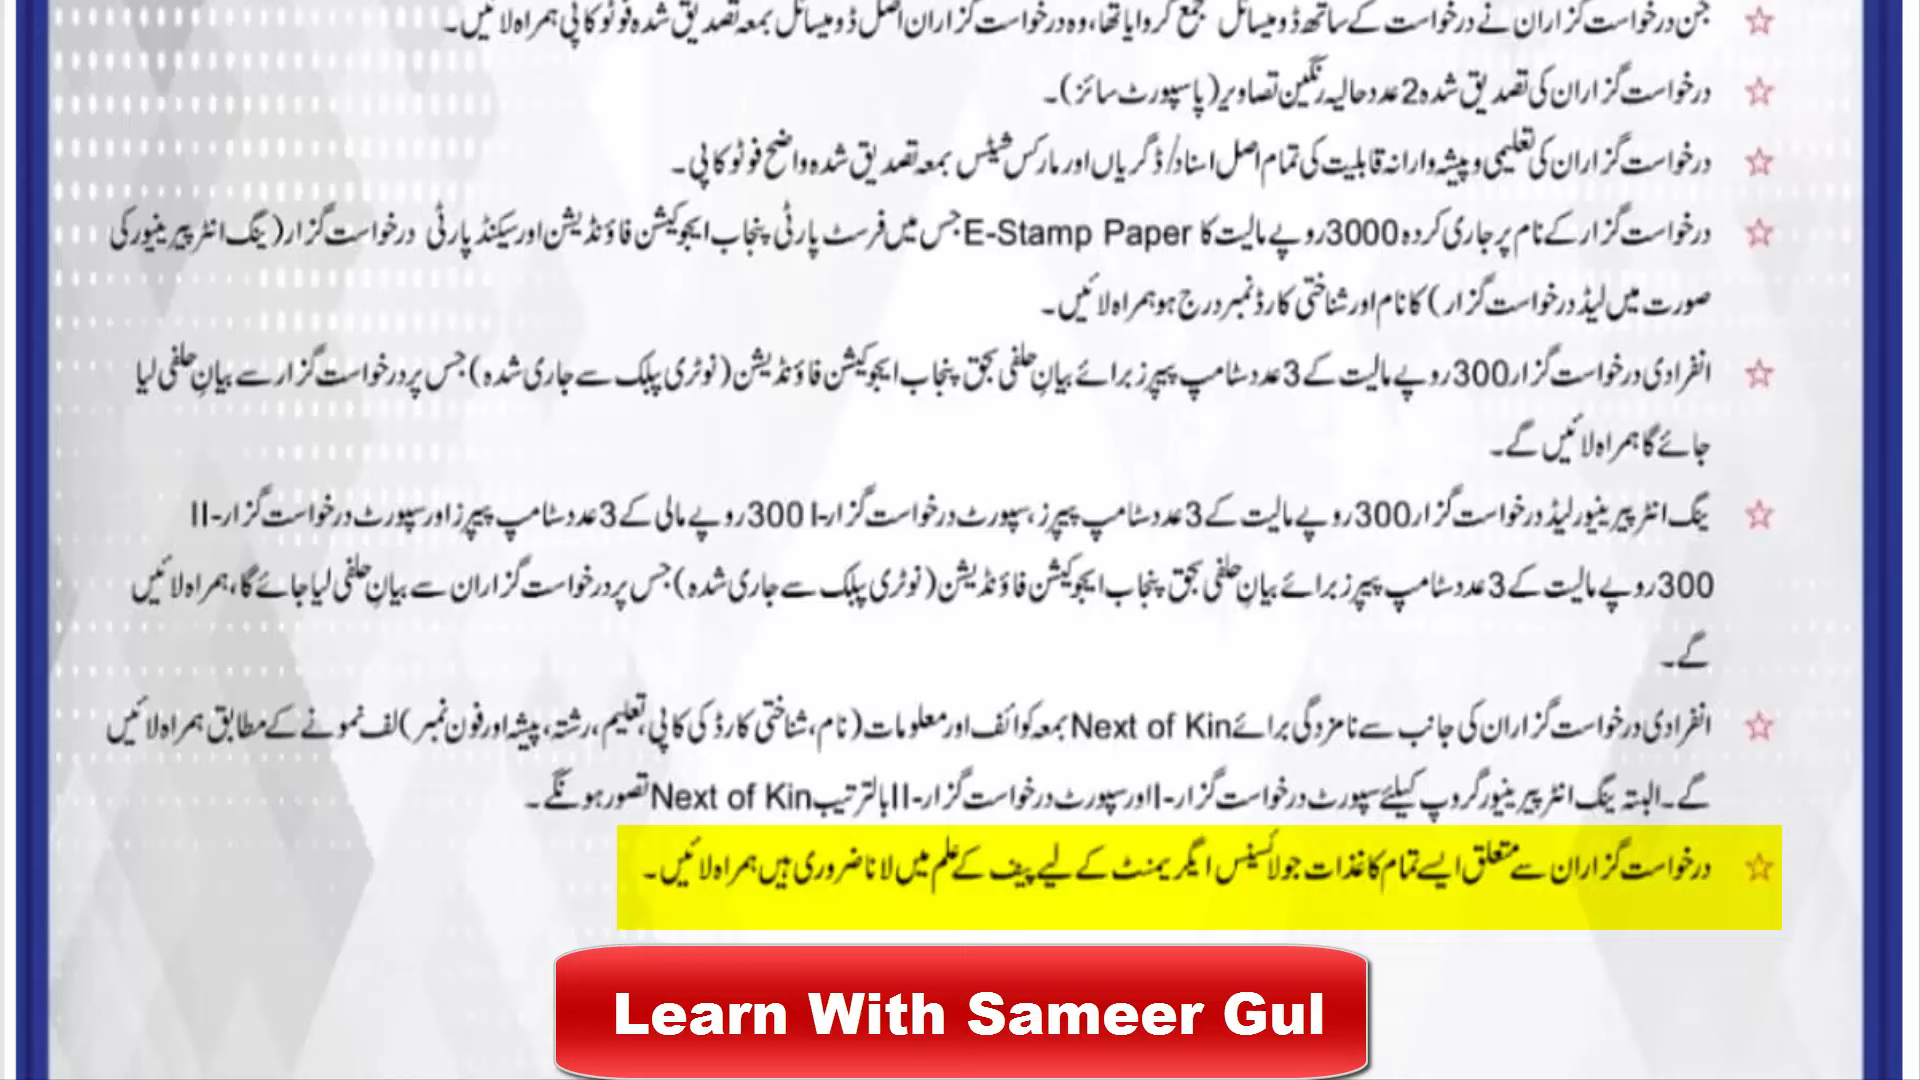 جن درخواست گزاران نے درخواست کے ساتھ ڈومیسائل جمع کروایا تھا، وہ درخواست گزاران اصل ڈومیسائل بمعہ تصدیق شدہ فوٹو کاپی ہمراہ لائیں۔
درخواست گزاران کی تصدیق شدہ 2 عدد حالیہ رنگین تصاویر (پاسپورٹ سائز)۔
درخواست گزاران کی تعلیمی و پیشہ وارانہ قابلیت کی تمام اصل اسناد/ڈگریاں اور مارکس شیٹس بمعہ تصدیق شدہ واضح فوٹو کاپی۔
درخواست گزار کے نام پر جاری کردہ 3000 روپے مالیت کا E-Stamp Paper جس میں فرسٹ پارٹی پنجاب ایجوکیشن فاؤنڈیشن اور سیکنڈ پارٹی درخواست گزار (ینگ انٹر پیرینیور کی
صورت میں لیڈ درخواست گزار) کا نام اور شناختی کارڈ نمبر درج ہو ہمراہ لائیں۔
انفرادی درخواست گزار 300 روپے مالیت کے 3 عدد سٹامپ پیپرز برائے بیانِ حلفی بحق پنجاب ایجوکیشن فاؤنڈیشن (نوٹری پبلک سے جاری شدہ) جس پر درخواست گزار سے بیانِ حلفی لیا
جائے گا ہمراہ لائیں گے۔
ینگ انٹر پیرینیور لیڈ درخواست گزار 300 روپے مالیت کے 3 عدد سٹامپ پیپرز، سپورٹ درخواست گزار-I 300 روپے مالی کے 3 عدد سٹامپ پیپرز اور سپورٹ درخواست گزار-II
300 روپے مالیت کے 3 عدد سٹامپ پیپرز برائے بیانِ حلفی بحق پنجاب ایجوکیشن فاؤنڈیشن (نوٹری پبلک سے جاری شدہ) جس پر درخواست گزاران سے بیانِ حلفی لیا جائے گا، ہمراہ لائیں
گے۔
انفرادی درخواست گزاران کی جانب سے نامزدگی برائے Next of Kin بمعہ کوائف اور معلومات (نام، شناختی کارڈ کی کاپی، تعلیم، رشتہ، پیشہ اور فون نمبر) لف نمونے کے مطابق ہمراہ لائیں
گے۔ البتہ ینگ انٹر پیرینیور گروپ کیلئے سپورٹ درخواست گزار-I اور سپورٹ درخواست گزار-II بالترتیب Next of Kin تصور ہونگے۔
درخواست گزاران سے متعلق ایسے تمام کاغذات جو لائسینس ایگریمنٹ کے لیے پیف کے علم میں لانا ضروری ہیں ہمراہ لائیں۔
Learn With Sameer Gul